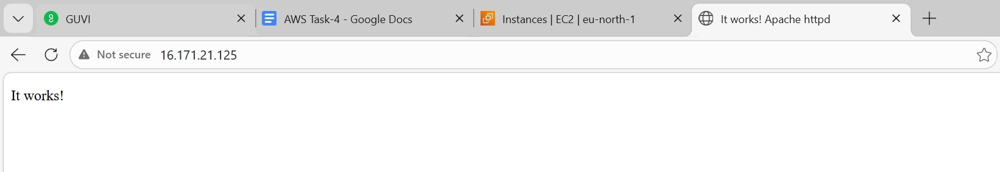 GUVI
AWS Task-4 - Google Docs
Instances | EC2 | eu-north-1
It works! Apache httpd
Not secure 16.171.21.125
It works!